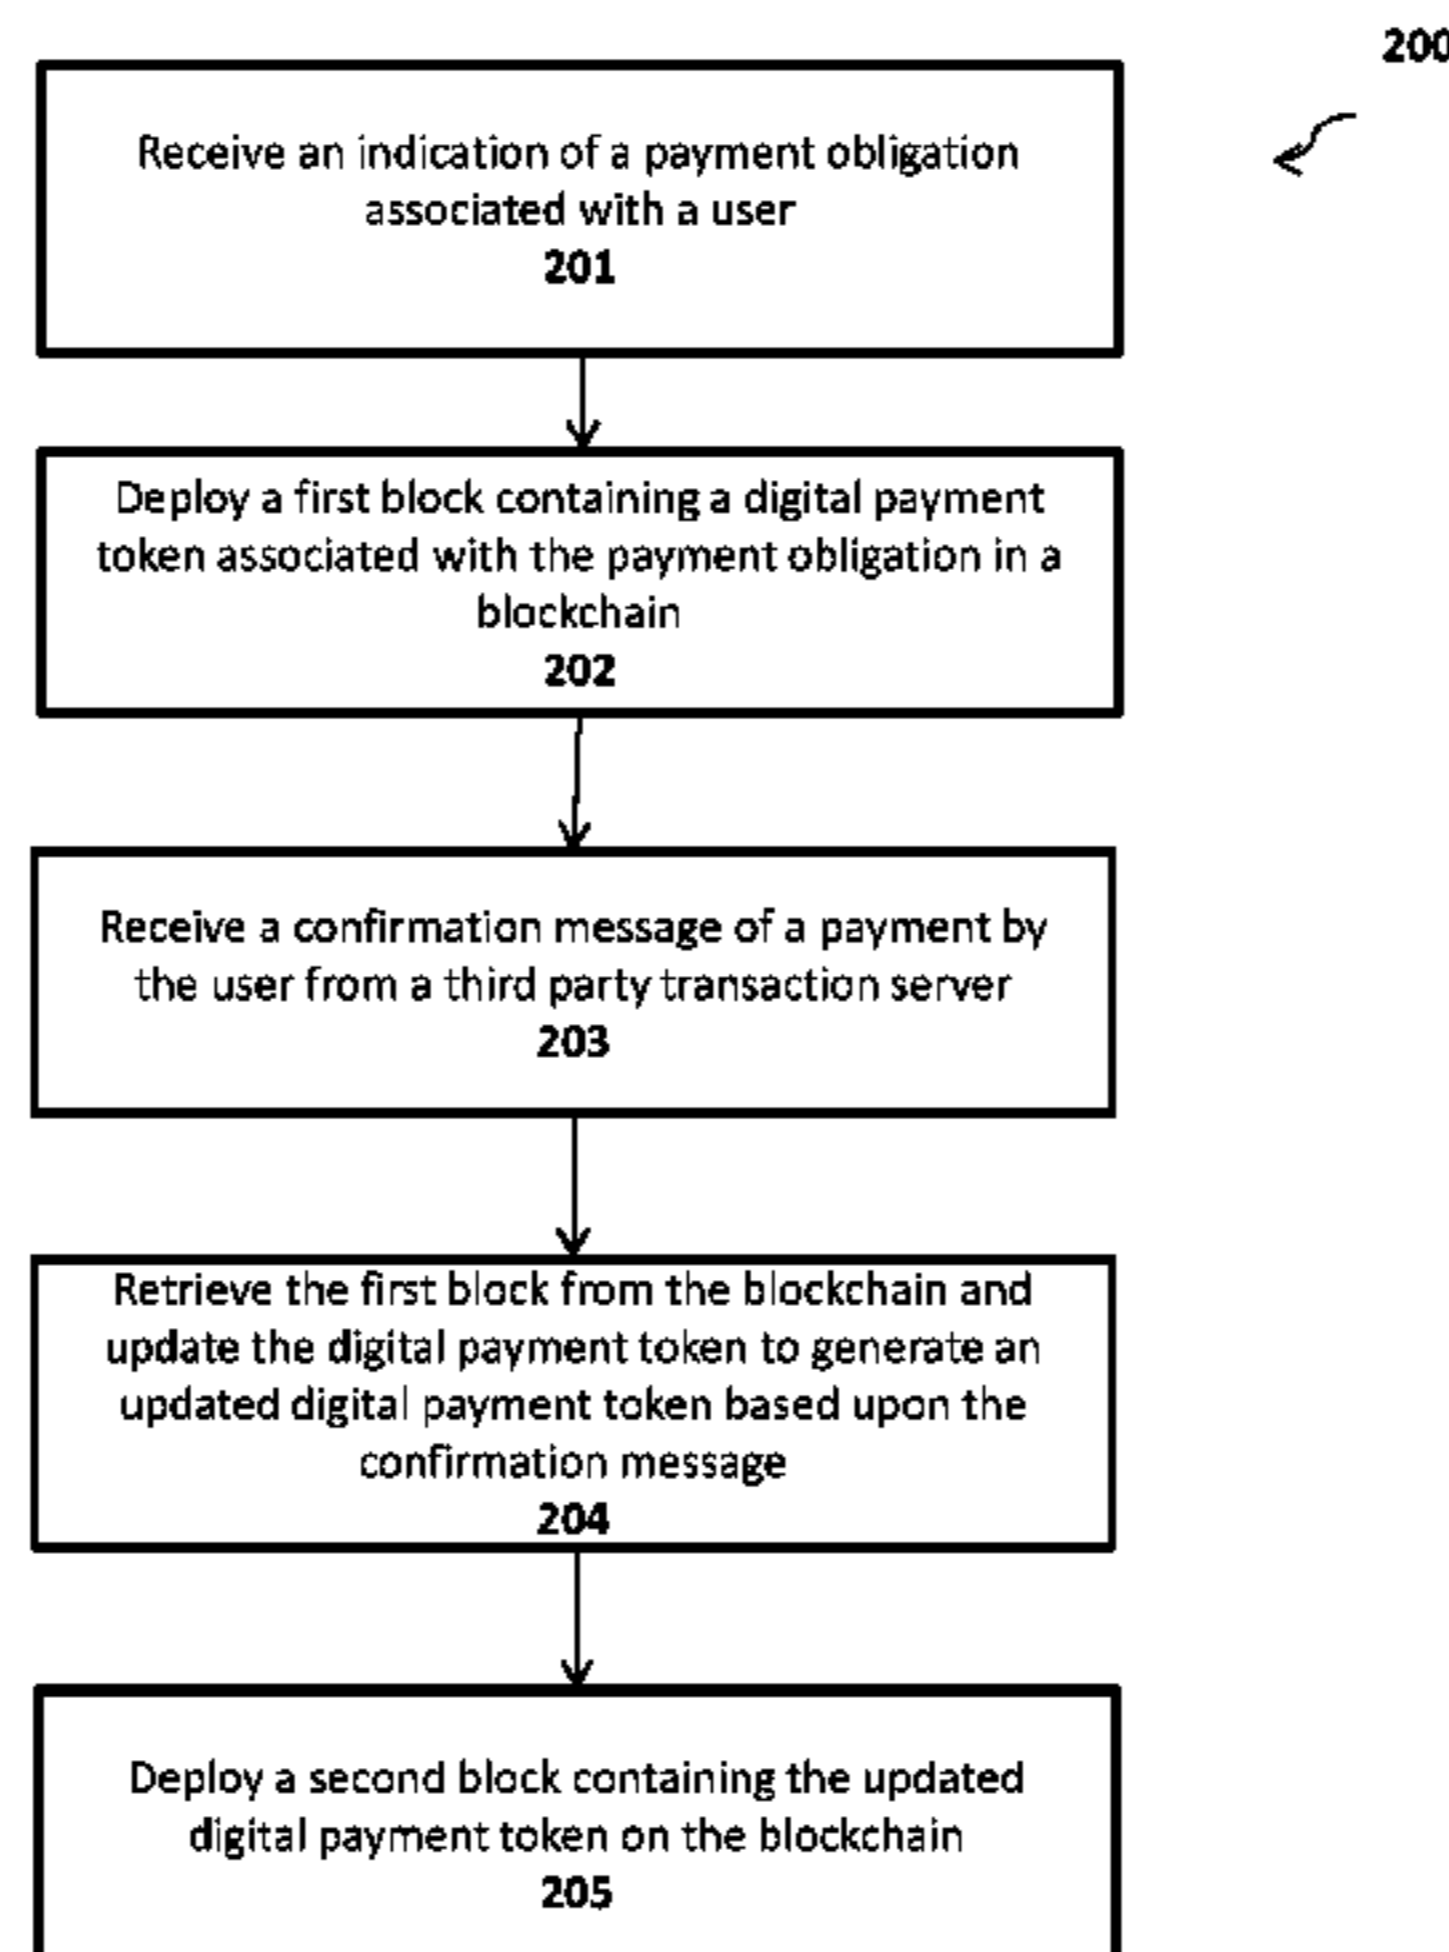 200
Receive an indication of a payment obligation
associated with a user
201
Deploy a first block containing a digital payment
token associated with the payment obligation in a
blockchain
202
Receive a confirmation message of a payment by
the user from a third party transaction server
203
Retrieve the first block from the blockchain and
update the digital payment token to generate an
updated digital payment token based upon the
confirmation message
204
Deploy a second block containing the updated
digital payment token on the blockchain
205